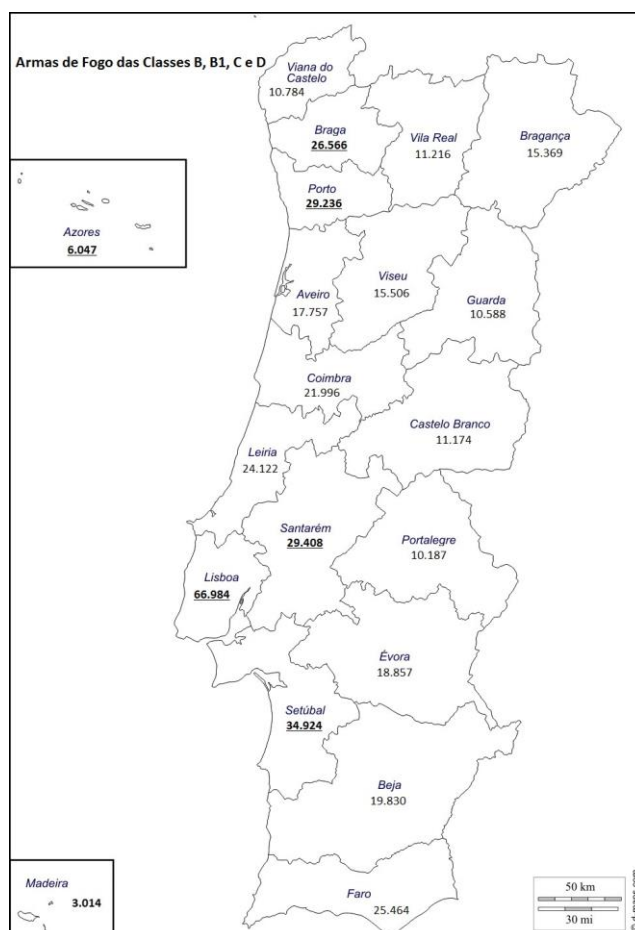 Armas de Fogo das Classes B, B1, C e D
Viana do
Castelo
10.784
Braga
26.566
Vila Real
11.216
Bragança
15.369
Porto
29.236
Azores
6.047
Aveiro
17.757
Viseu
15.506
Guarda
10.588
Coimbra
21.996
Castelo Branco
11.174
Leiria
24.122
Santarém
29.408
Portalegre
10.187
Lisboa
66.984
Évora
18.857
Setúbal
34.924
Beja
19.830
Madeira
3.014
Faro
25.464
50 km
30 mi
© d-maps.com